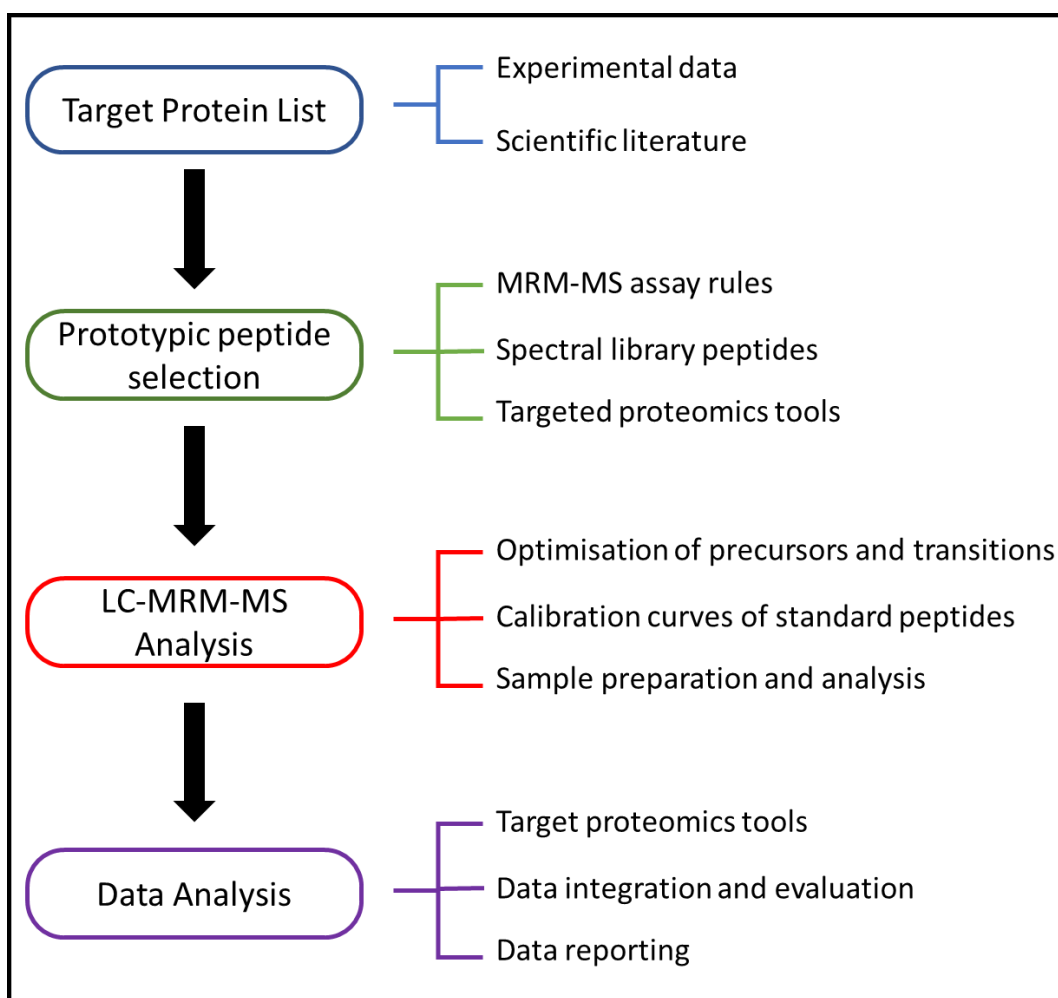 Target Protein List
Experimental data
Scientific literature
Prototypic peptide
selection
MRM-MS assay rules
Spectral library peptides
Targeted proteomics tools
LC-MRM-MS
Analysis
Optimisation of precursors and transitions
Calibration curves of standard peptides
Sample preparation and analysis
Data Analysis
Target proteomics tools
Data integration and evaluation
Data reporting